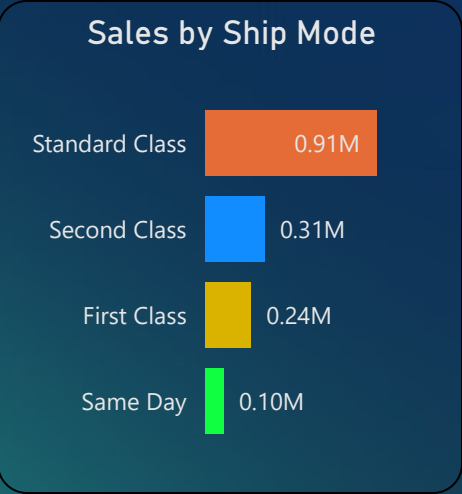 Sales by Ship Mode
Standard Class 0.91M
Second Class 0.31M
First Class 0.24M
Same Day 0.10M